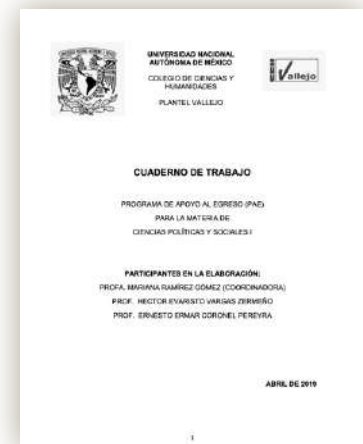 UNIVERSIDAD NACIONAL
AUTÓNOMA DE MÉXICO
COLEGIO DE CIENCIAS Y
HUMANIDADES
PLANTEL VALLEJO
Vallejo
CUADERNO DE TRABAJO
PROGRAMA DE APOYO AL EGRESO (PAE)
PARA LA MATERIA DE
CIENCIAS POLÍTICAS Y SOCIALES I
PARTICIPANTES EN LA ELABORACIÓN:
PROFA. MARIANA RAMÍREZ GÓMEZ (COORDINADORA)
PROF. HECTOR EVARISTO VARGAS ZERMEÑO
PROF. ERNESTO ERMAR CORONEL PEREYRA
ABRIL DE 2019
1